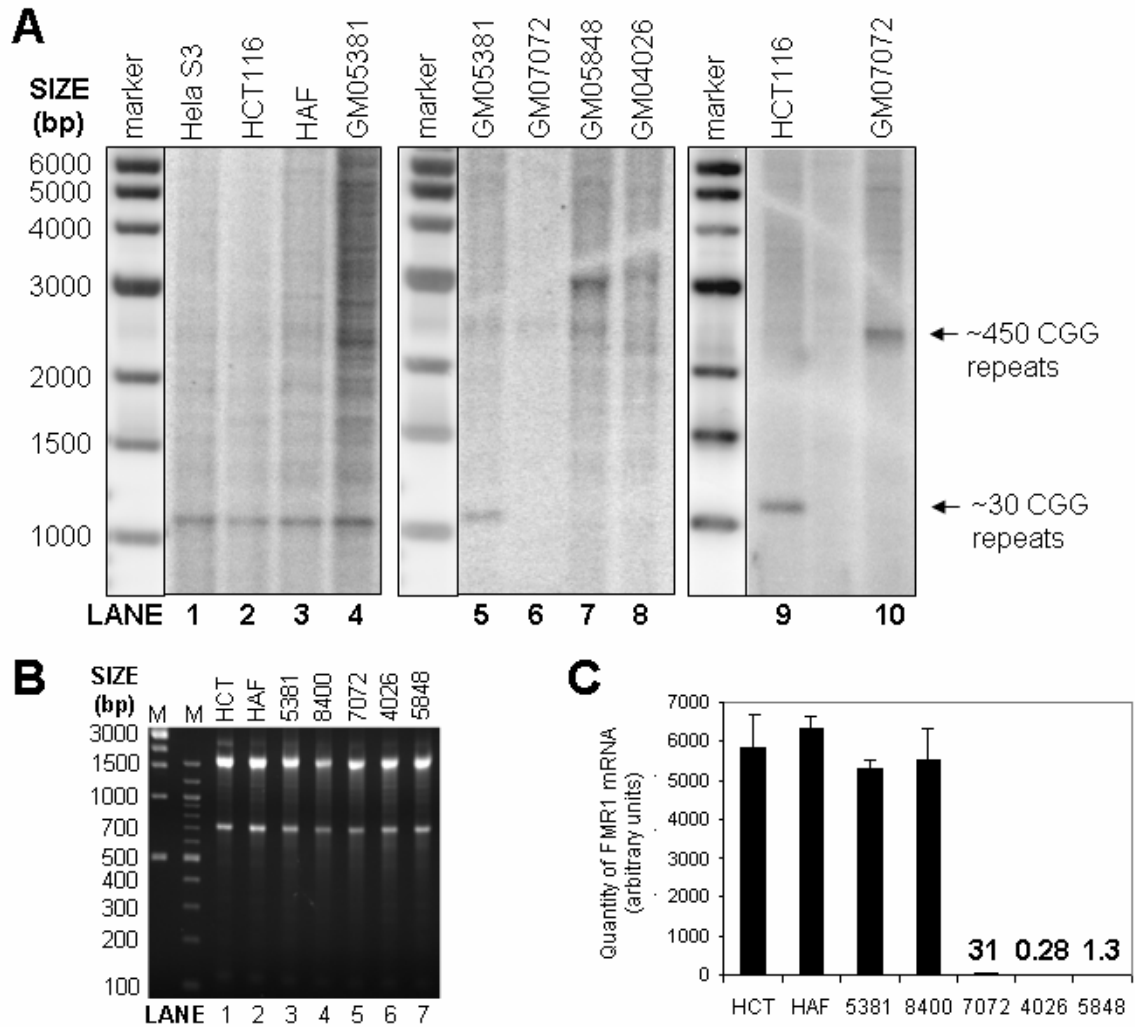 A
SIZE
(bp)
marker
Hela S3
HCT116
HAF
GM05381
marker
GM05381
GM07072
GM05848
GM04026
marker
HCT116
GM07072
6000
5000
4000
3000
2000
1500
1000
~450 CGG
repeats
~30 CGG
repeats
LANE 1 2 3 4 5 6 7 8 9 10
B
SIZE
(bp)
M
M
HCT
HAF
5381
8400
7072
4026
5848
3000
1500
1000
700
500
400
300
200
100
LANE 1 2 3 4 5 6 7
C
Quantity of FMR1 mRNA
(arbitrary units)
7000
6000
5000
4000
3000
2000
1000
0
31 0.28 1.3
HCT HAF 5381 8400 7072 4026 5848